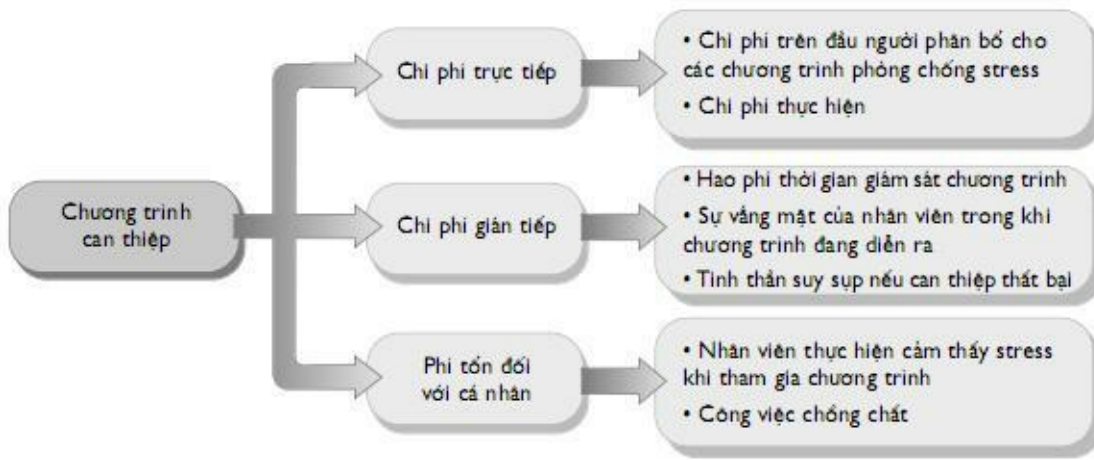 Chi phí trực tiếp
• Chi phí trên đầu người phân bổ cho
các chương trình phòng chống stress
• Chi phí thực hiện
Chương trình
can thiệp
Chi phí gián tiếp
• Hao phí thời gian giám sát chương trình
• Sự vắng mặt của nhân viên trong khi
chương trình đang diễn ra
• Tinh thần suy sụp nếu can thiệp thất bại
Phí tổn đối
với cá nhân
• Nhân viên thực hiện cảm thấy stress
khi tham gia chương trình
• Công việc chồng chất